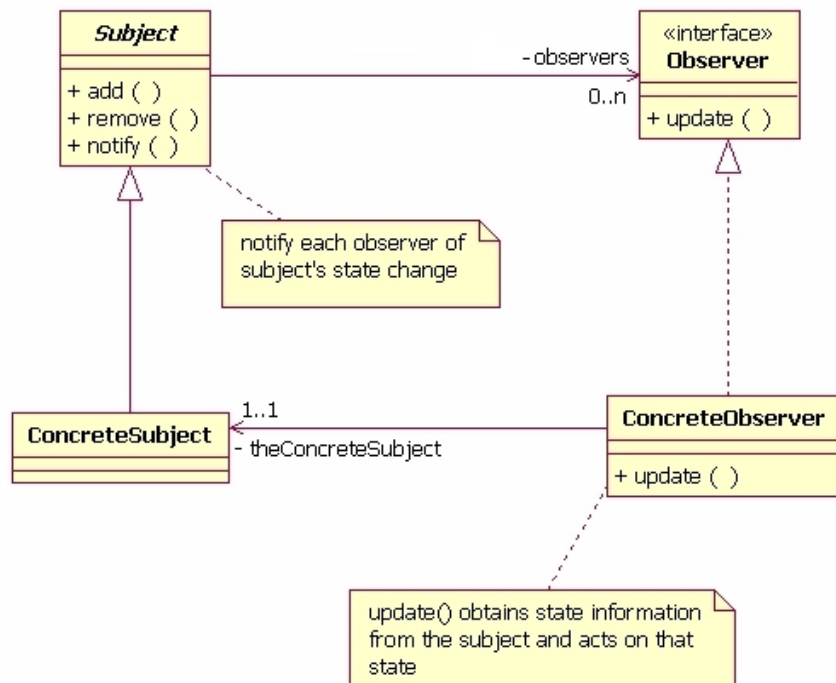 Subject
+ add ( )
+ remove ( )
+ notify ( )
- observers
0..n
«interface»
Observer
+ update ( )
notify each observer of
subject's state change
ConcreteSubject
1..1
- theConcreteSubject
ConcreteObserver
+ update ( )
update() obtains state information
from the subject and acts on that
state